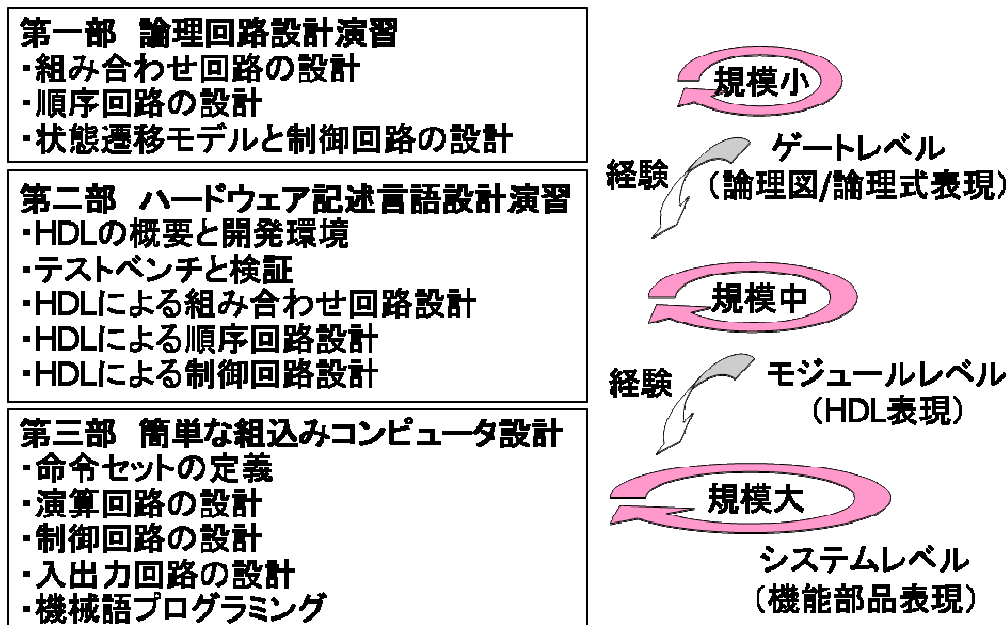 第一部 論理回路設計演習
・組み合わせ回路の設計
・順序回路の設計
・状態遷移モデルと制御回路の設計
第二部 ハードウェア記述言語設計演習
・HDLの概要と開発環境
・テストベンチと検証
・HDLによる組み合わせ回路設計
・HDLによる順序回路設計
・HDLによる制御回路設計
第三部 簡単な組込みコンピュータ設計
・命令セットの定義
・演算回路の設計
・制御回路の設計
・入出力回路の設計
・機械語プログラミング
規模小
経験
ゲートレベル
(論理図/論理式表現)
規模中
経験
モジュールレベル
(HDL表現)
規模大
システムレベル
(機能部品表現)